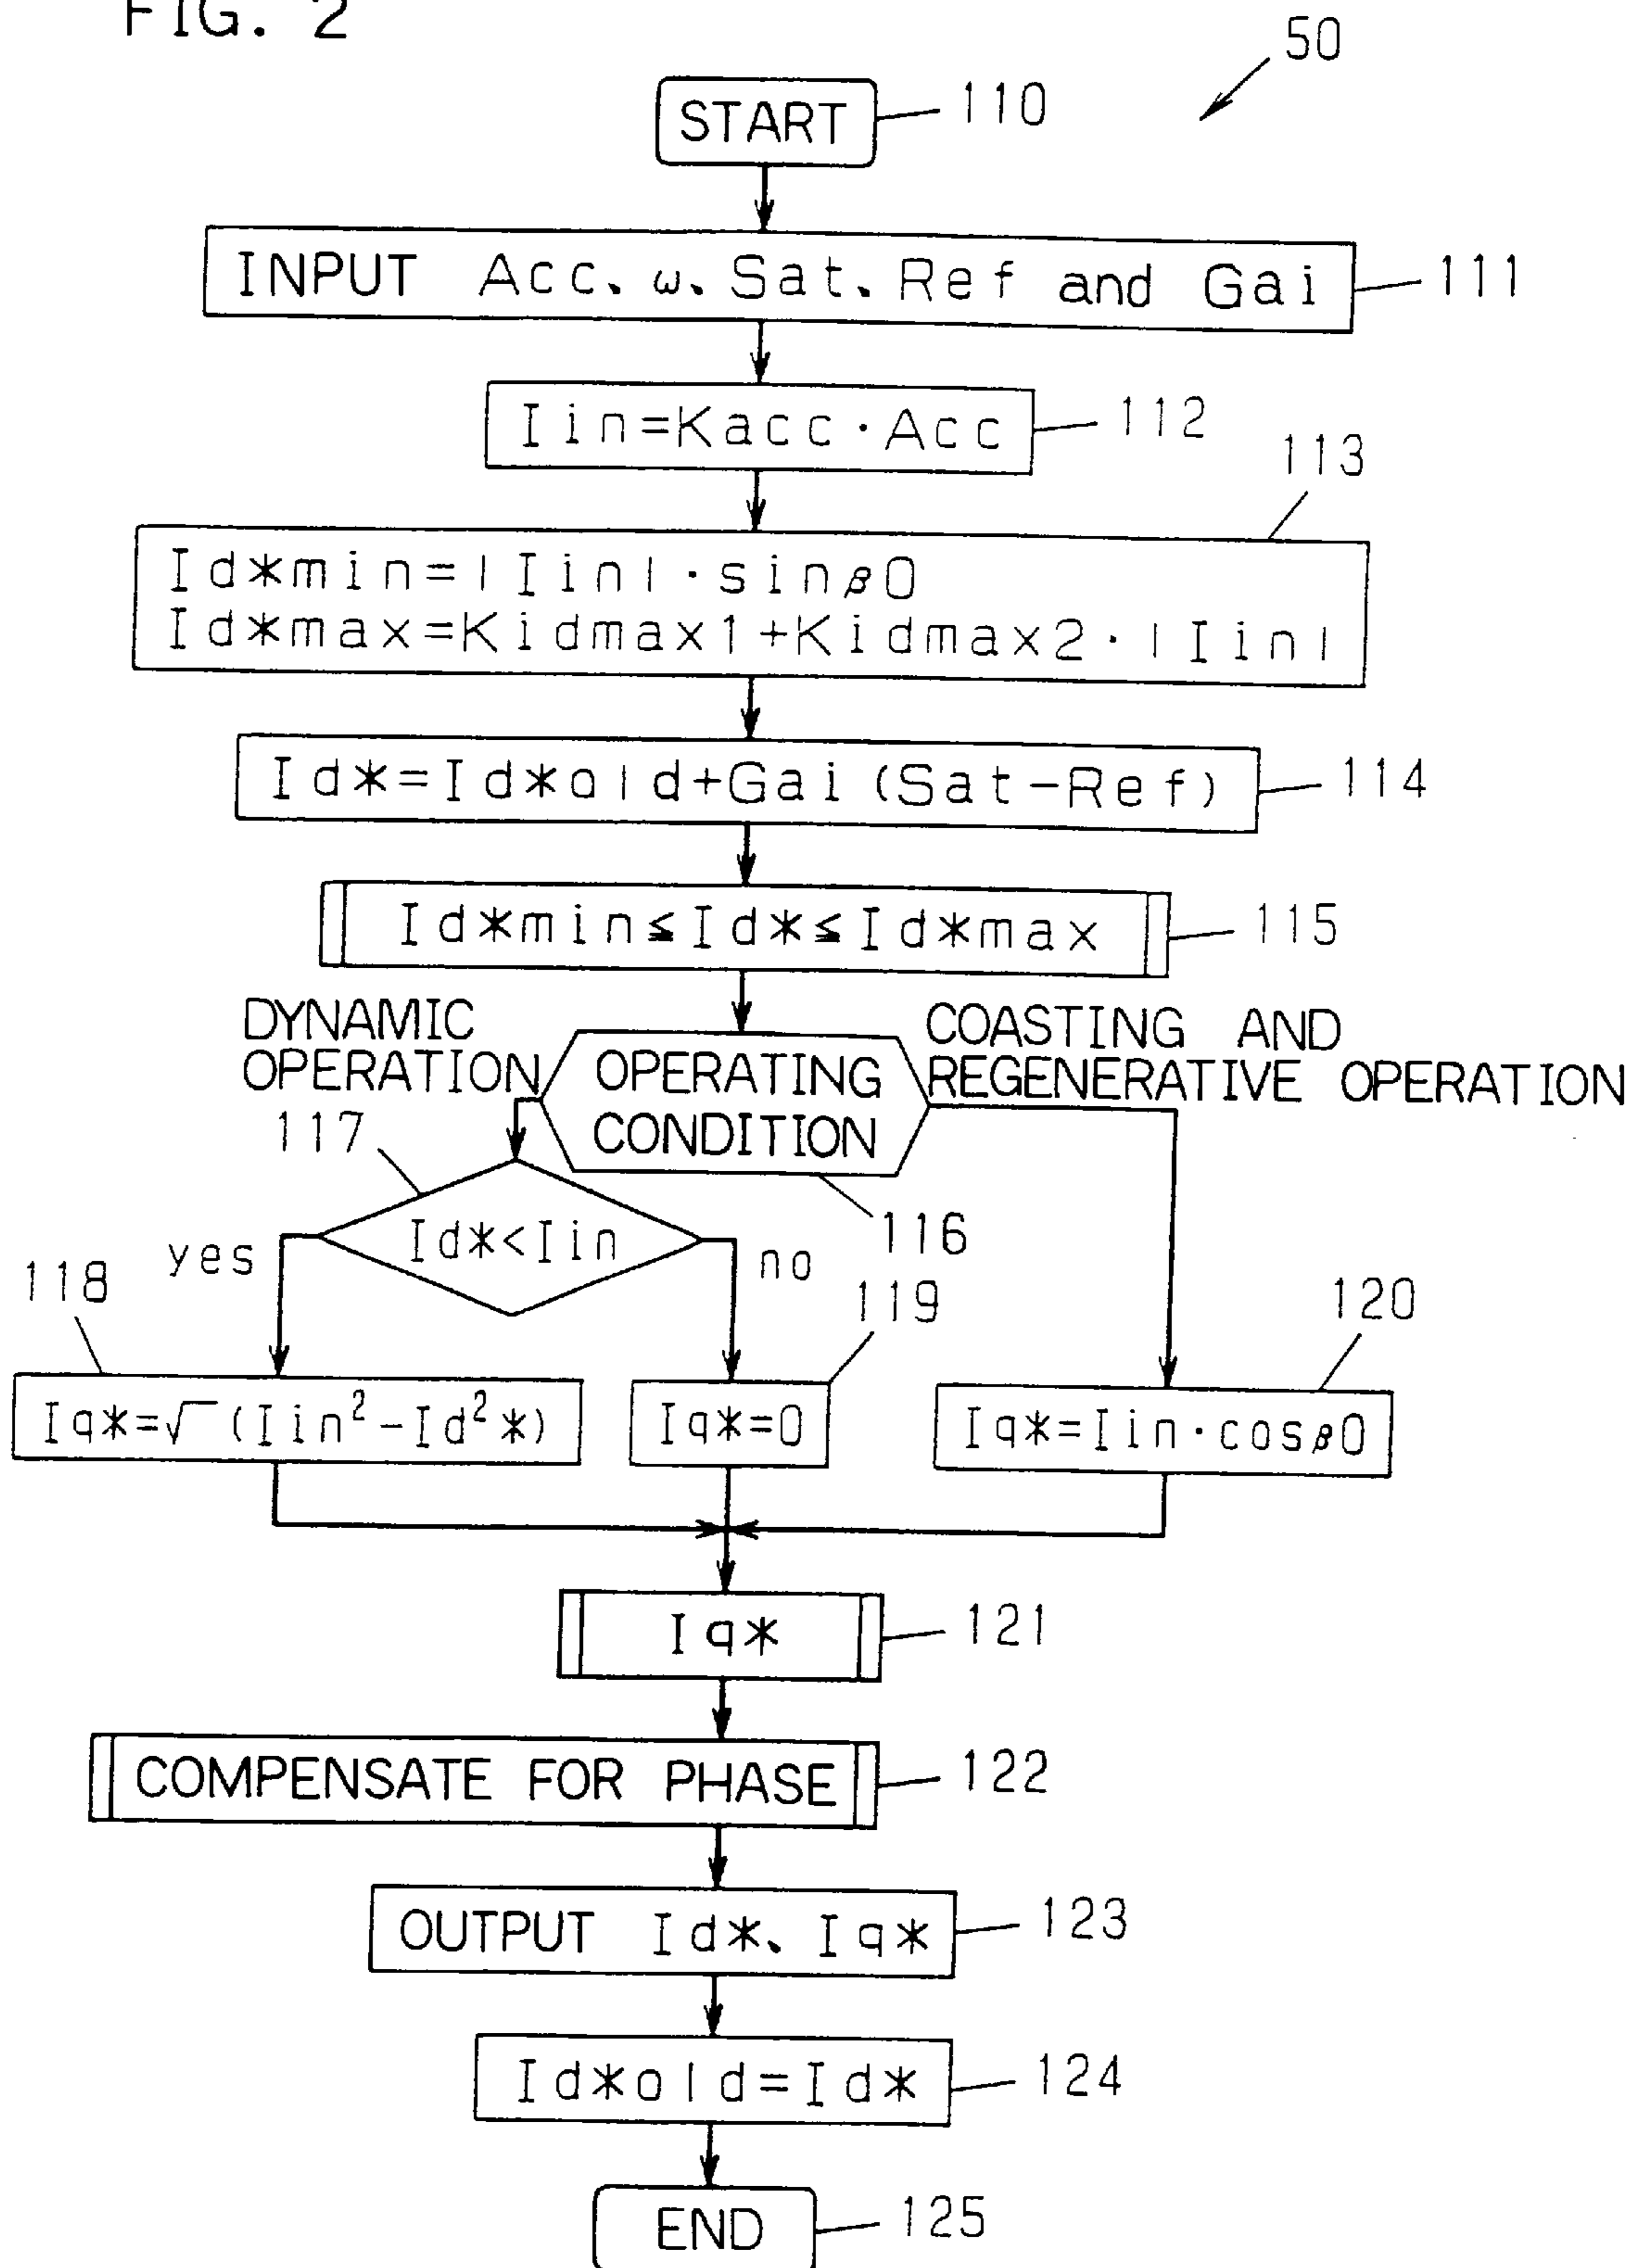 FIG. 2
50
START
110
INPUT Acc、ω、Sat、Ref and Gai
111
Iin=Kacc・Acc
112
113
Id*min=|Iin|・sinβ0
Id*max=Kidmax1+Kidmax2・|Iin|
Id*=Id*old+Gai(Sat-Ref)
114
Id*min≦Id*≦Id*max
115
DYNAMIC
OPERATION
OPERATING
CONDITION
COASTING AND
REGENERATIVE OPERATION
116
117
Id*<Iin
yes
no
118
119
120
Iq*=√(Iin²-Id²*)
Iq*=0
Iq*=Iin・cosβ0
Iq*
121
COMPENSATE FOR PHASE
122
OUTPUT Id*、Iq*
123
Id*old=Id*
124
END
125